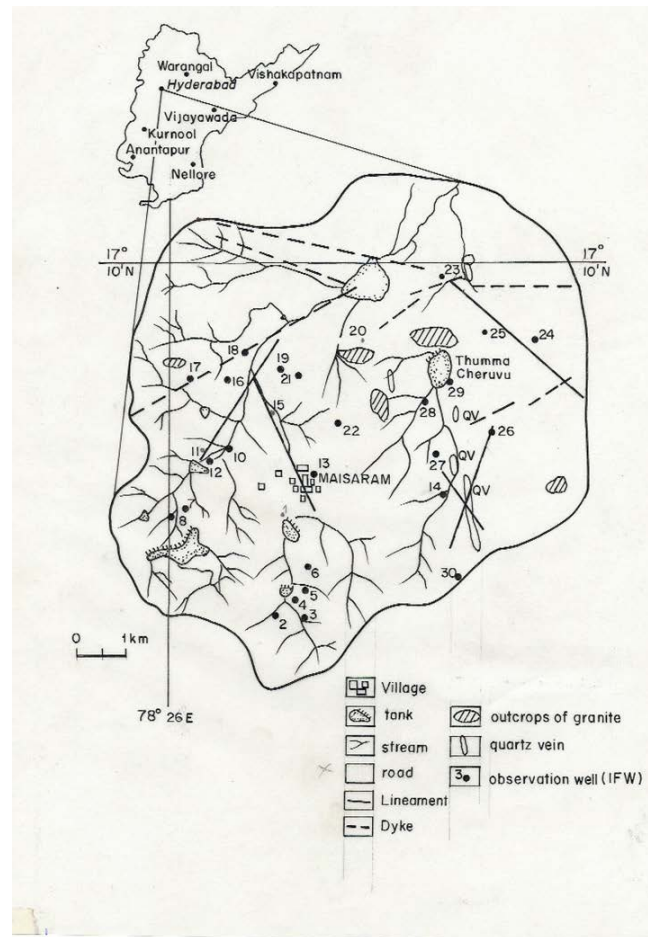 Warangal
Hyderabad
Vishakapatnam
Vijayawada
Kurnool
Anantapur
Nellore
17°
10'N
17°
10'N
23
20
25
24
18
19
21
17
16
Thumma
Cheruvu
29
28
15
QV
22
26
11
10
12
13
MAISARAM
27
QV
14
QV
8
6
5
4
2
3
30
0 1km
78° 26 E
Village
tank
stream
road
Lineament
Dyke
outcrops of granite
quartz vein
3 observation well (IFW)